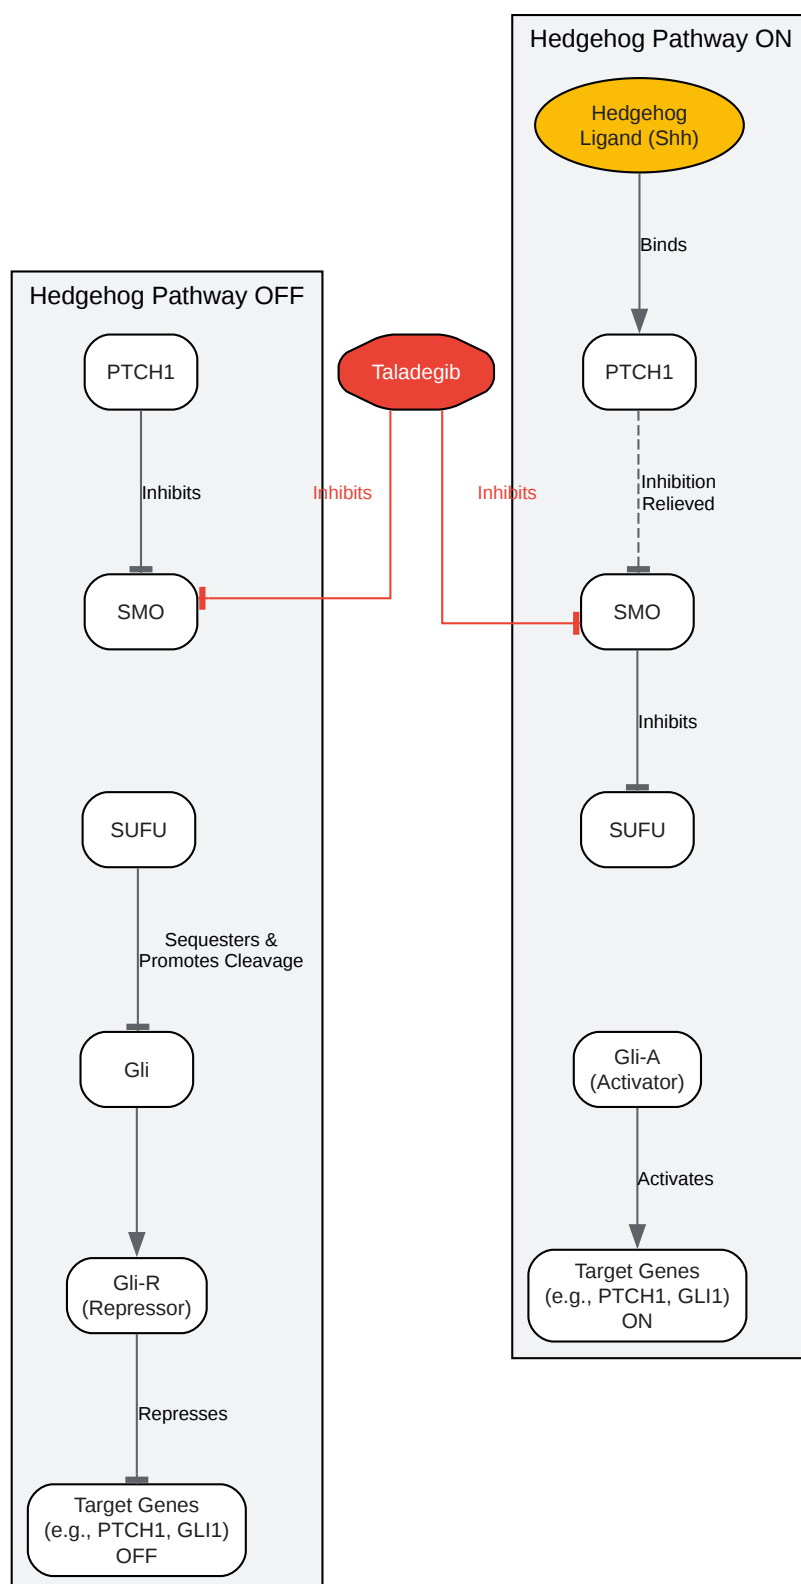 Hedgehog Pathway ON
Hedgehog
Ligand (Shh)
Binds
PTCH1
Inhibition
Relieved
SMO
Inhibits
SUFU
Gli-A
(Activator)
Activates
Target Genes
(e.g., PTCH1, GLI1)
ON
Taladegib
Inhibits
Inhibits
Hedgehog Pathway OFF
PTCH1
Inhibits
SMO
SUFU
Sequesters &
Promotes Cleavage
Gli
Gli-R
(Repressor)
Represses
Target Genes
(e.g., PTCH1, GLI1)
OFF